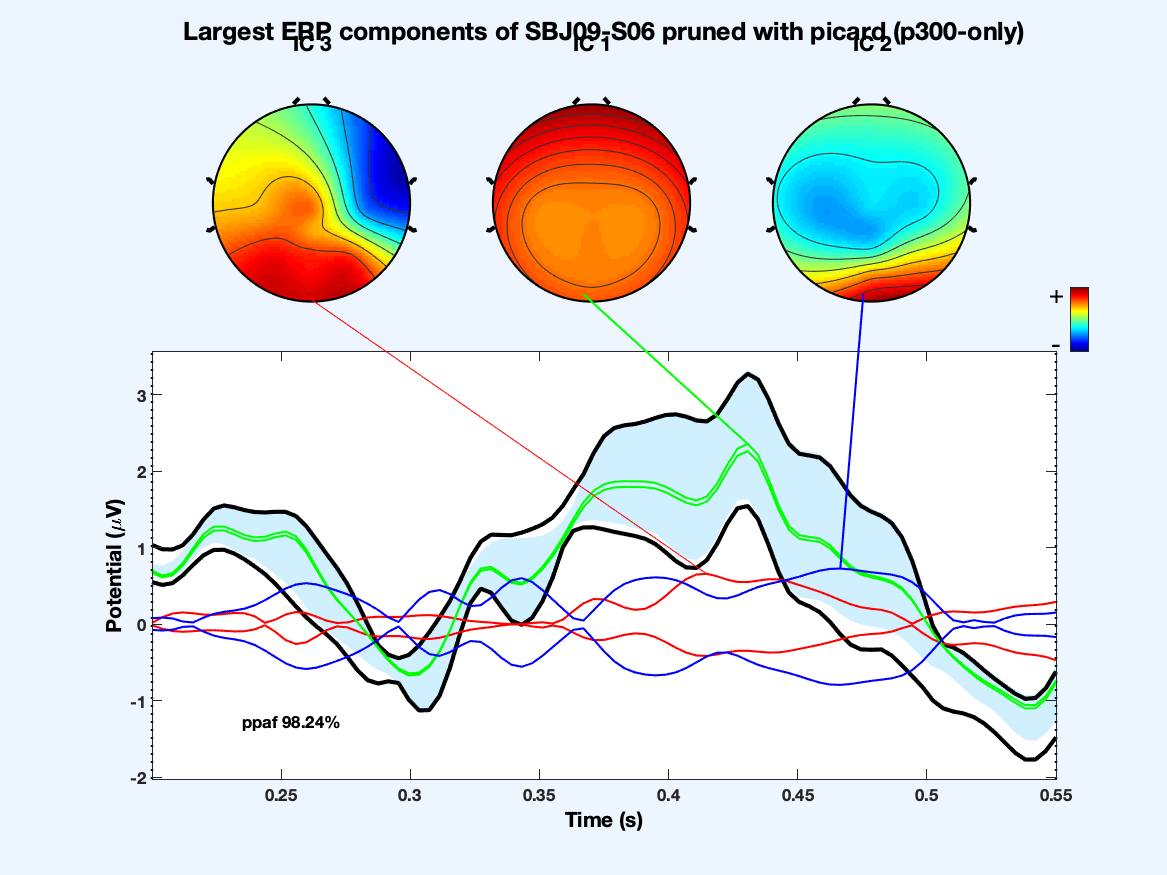 Largest ERP components of SBJ09-S06 pruned with picard (p300-only)
IC 3
IC 1
IC 2
+
-
3
2
1
0
-1
-2
Potential (μV)
ppaf 98.24%
0.25
0.3
0.35
0.4
0.45
0.5
0.55
Time (s)